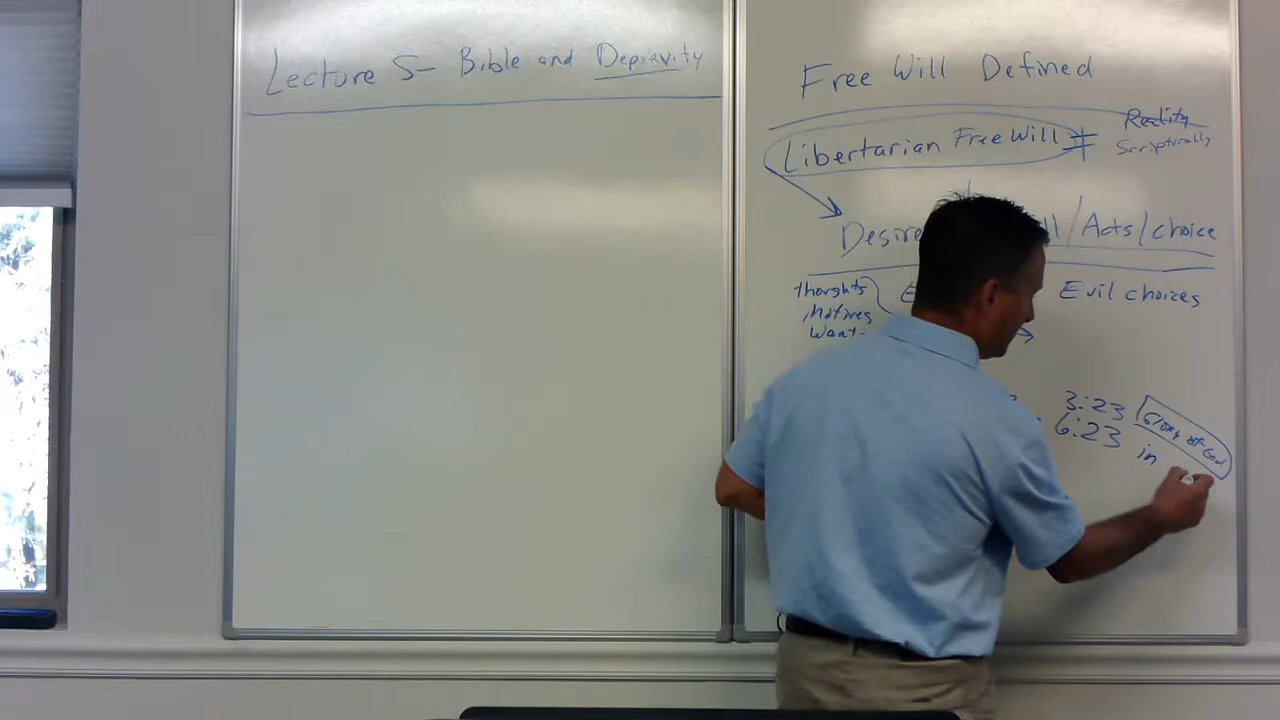 Lecture 5- Bible and Depravity
Free Will Defined
Libertarian Free Will ≠ Reality
Scripturally
Desire /Acts/choice
Thoughts
Motives
Want
Evil choices
3:23 Glory of God
6:23 in